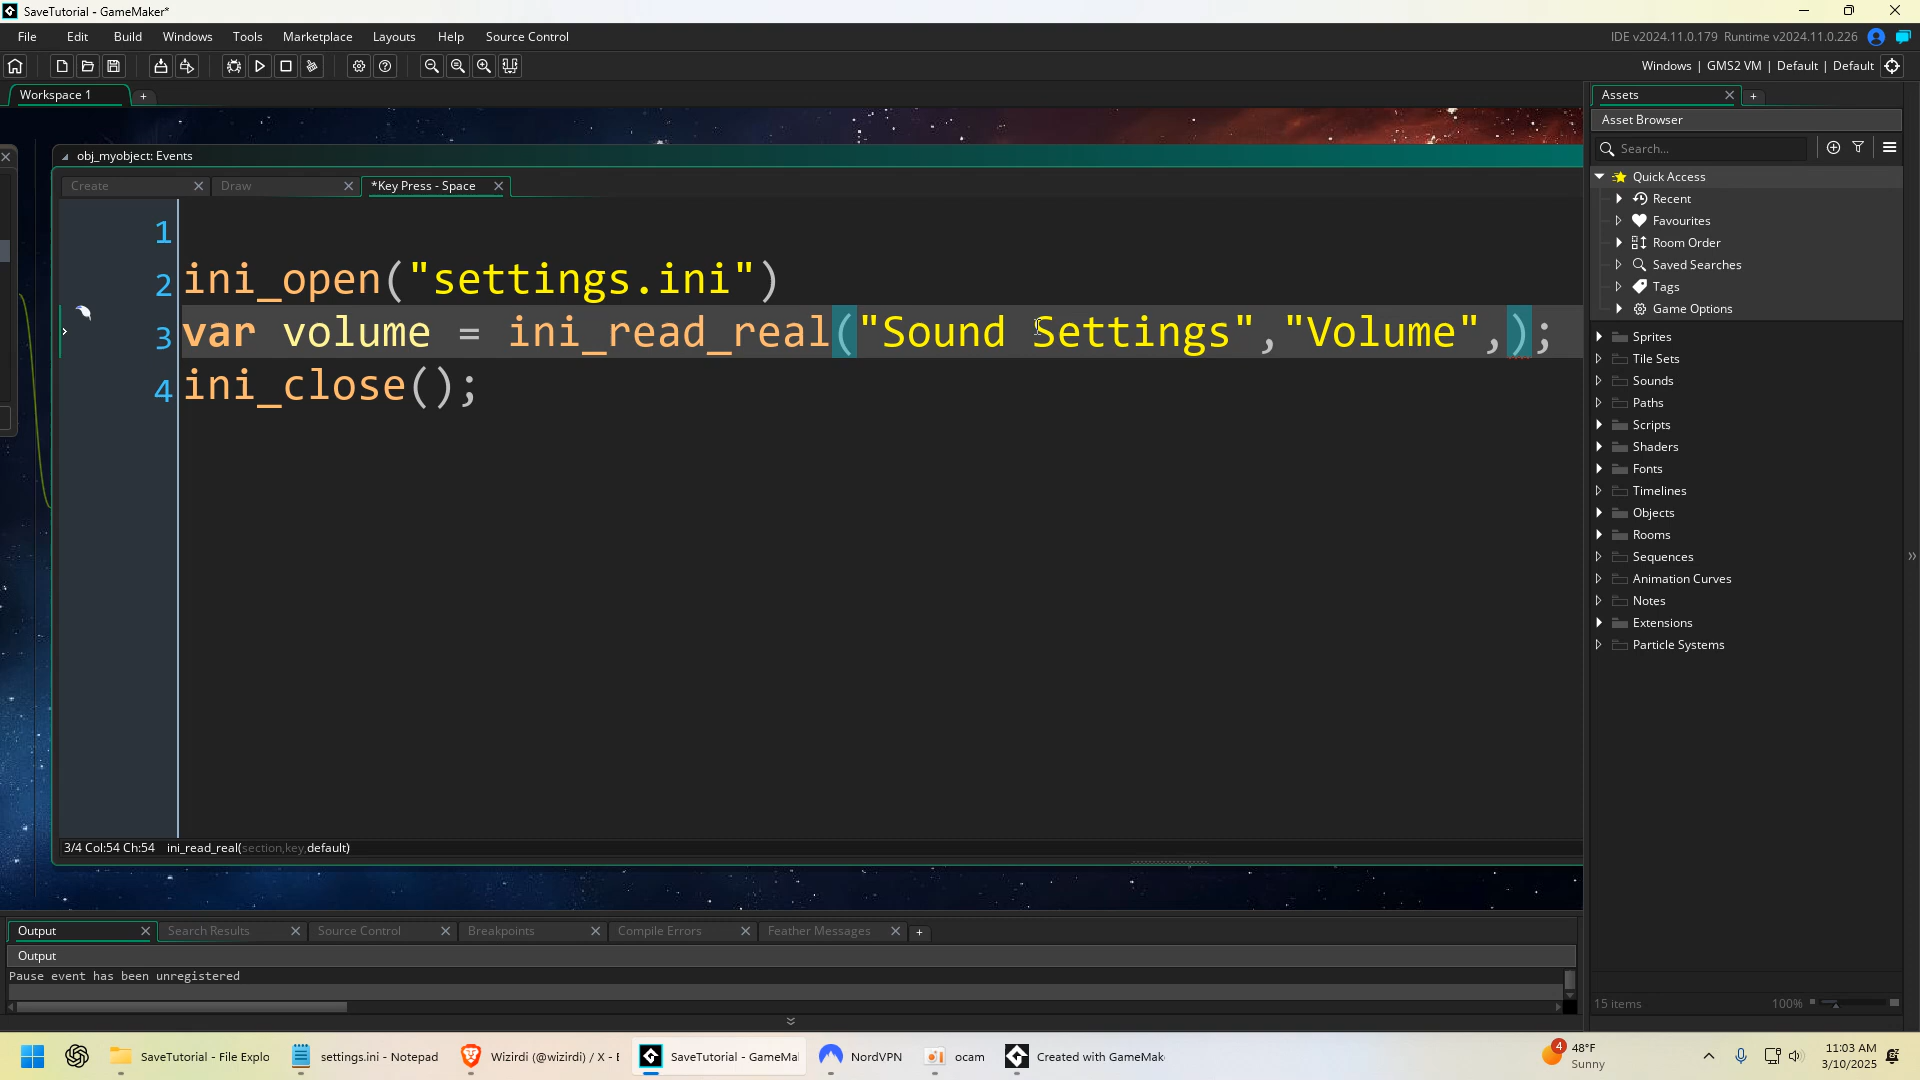 SaveTutorial - GameMaker*
File Edit Build Windows Tools Marketplace Layouts Help Source Control
IDE v2024.11.0.179 Runtime v2024.11.0.226
Windows | GMS2 VM | Default | Default
Workspace 1 +
Assets
Asset Browser
Search...
obj_myobject: Events
Create Draw *Key Press - Space
1
2 ini_open("settings.ini")
3 var volume = ini_read_real("Sound Settings","Volume",);
4 ini_close();
3/4 Col:54 Ch:54 ini_read_real(section,key,default)
Quick Access
Recent
Favourites
Room Order
Saved Searches
Tags
Game Options
Sprites
Tile Sets
Sounds
Paths
Scripts
Shaders
Fonts
Timelines
Objects
Rooms
Sequences
Animation Curves
Notes
Extensions
Particle Systems
15 items 100%
Output Search Results Source Control Breakpoints Compile Errors Feather Messages +
Output
Pause event has been unregistered
SaveTutorial - File Explo
settings.ini - Notepad
Wizirdi (@wizirdi) / X - E
SaveTutorial - GameMa
NordVPN
ocam
Created with GameMak
4
48°F
Sunny
11:03 AM
3/10/2025